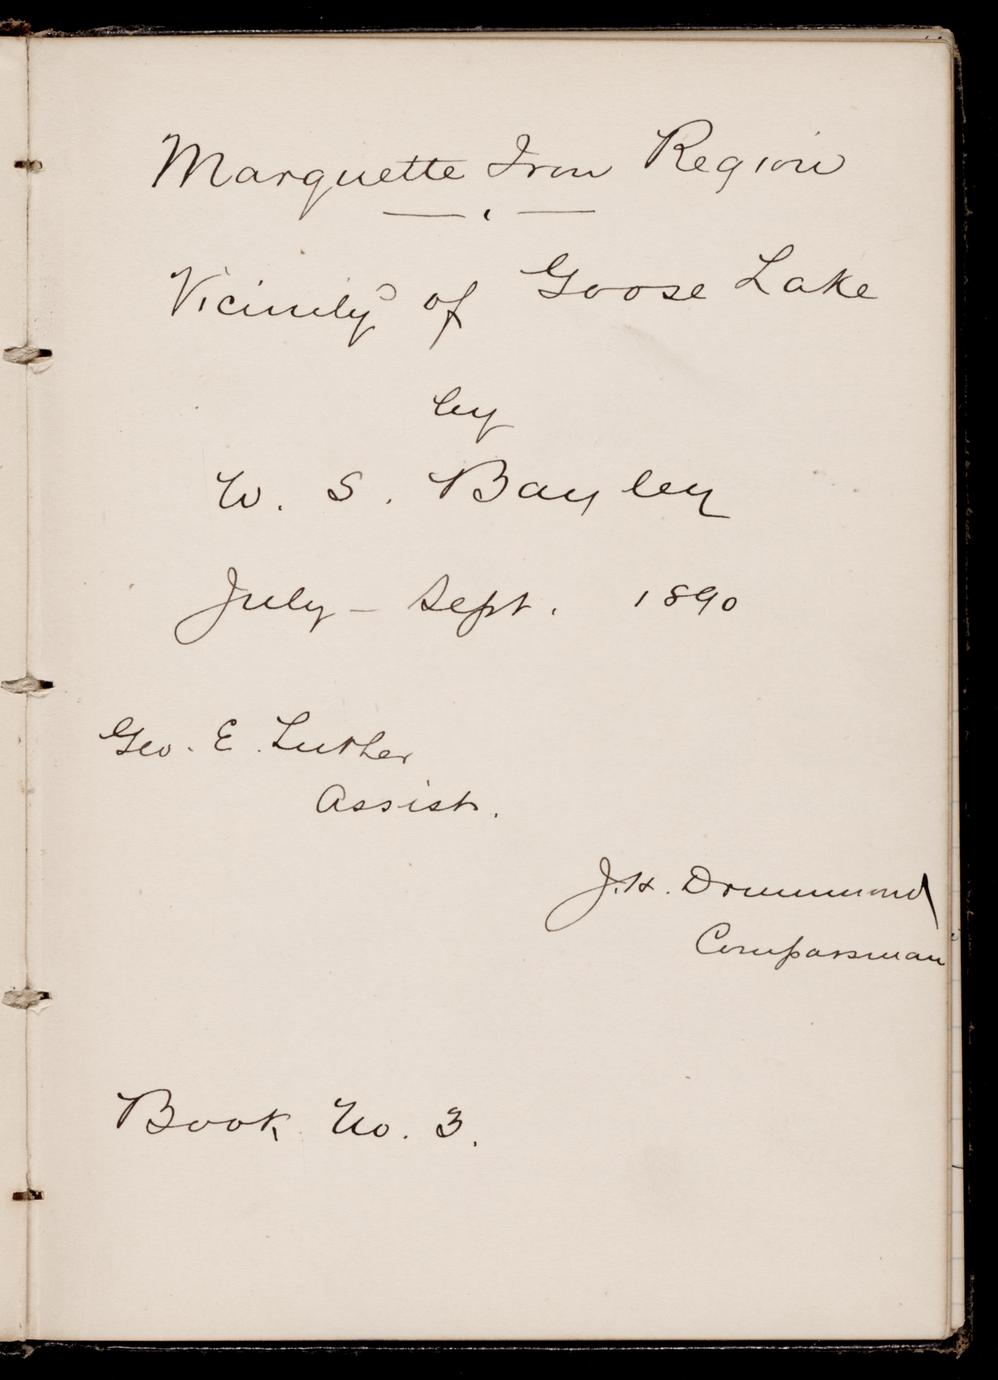 Marquette Iron Region
Vicinity of Goose Lake
by
W. S. Bayley
July – Sept. 1890
Geo. E. Luther
Assist.
J. H. Drummond
Compassman
Book No. 3.